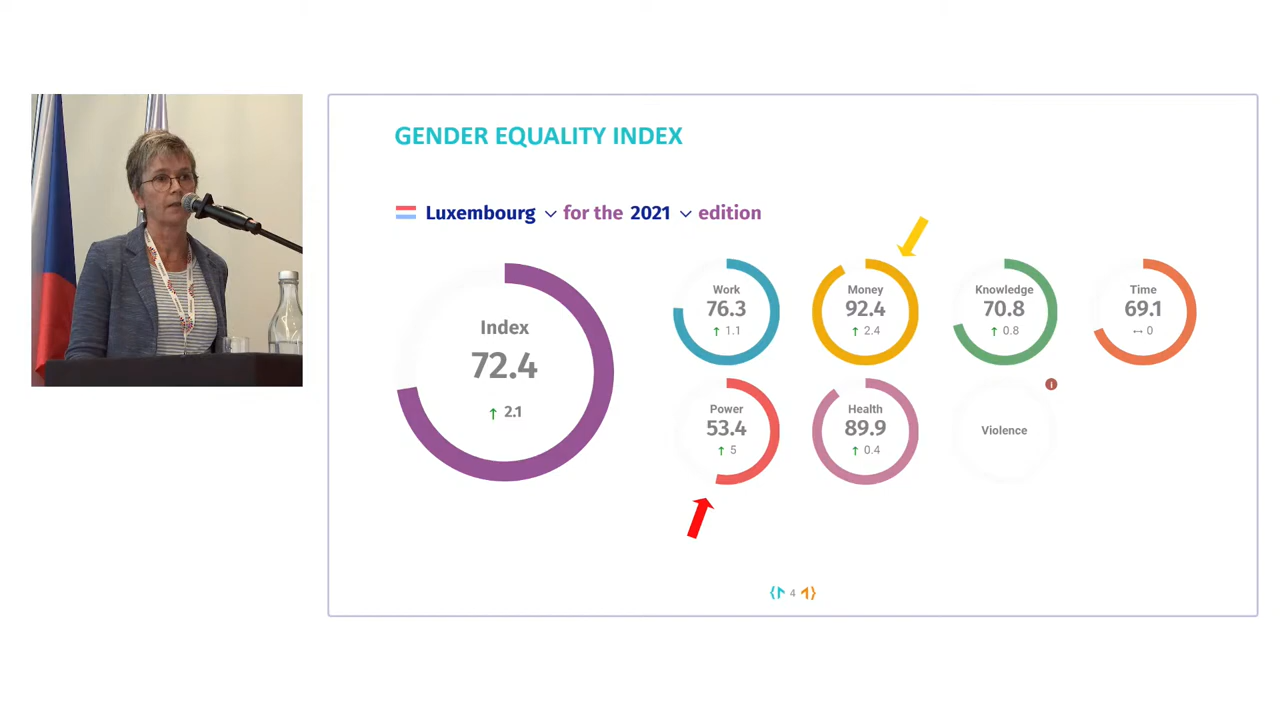 GENDER EQUALITY INDEX
Luxembourg for the 2021 edition
Index
72.4
↑ 2.1
Work
76.3
↑ 1.1
Money
92.4
↑ 2.4
Knowledge
70.8
↑ 0.8
Time
69.1
↔ 0
Power
53.4
↑ 5
Health
89.9
↑ 0.4
Violence
i
4